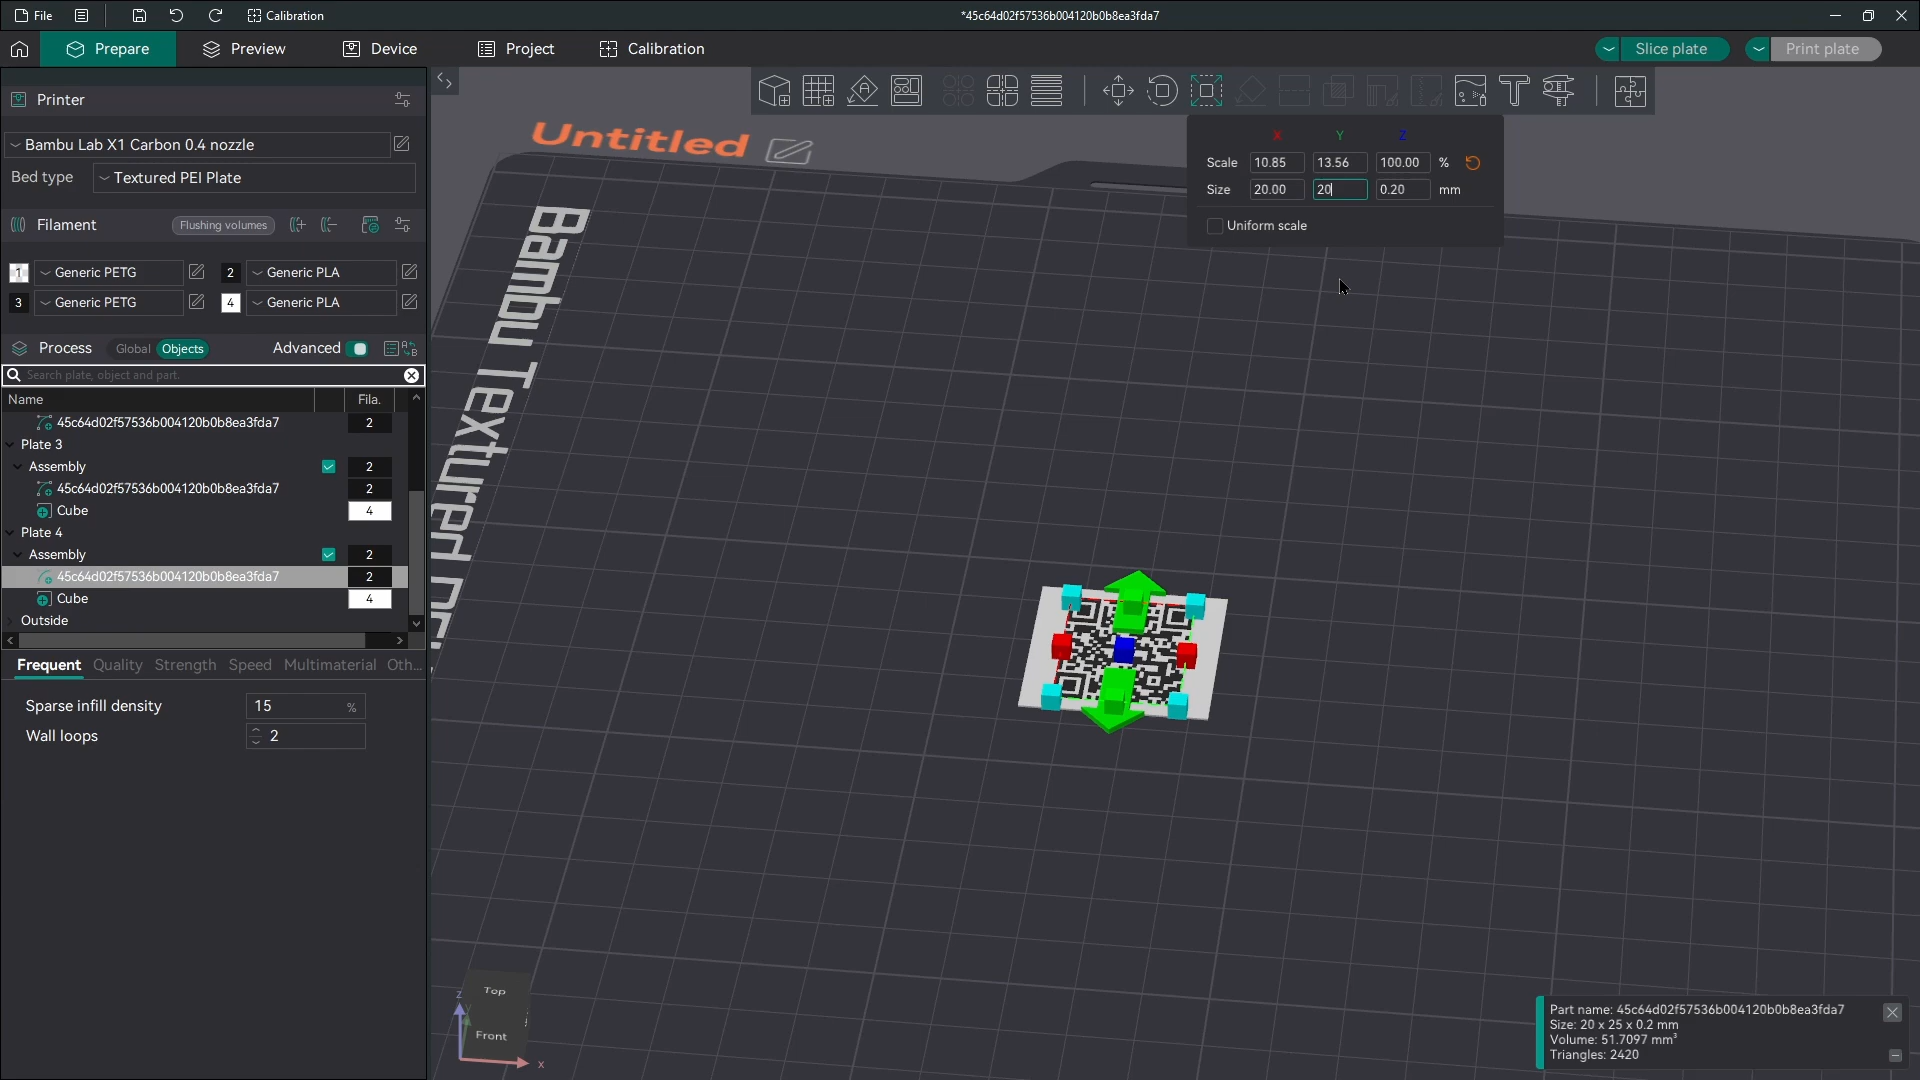 File
Calibration
*45c64d02f57536b004120b0b8ea3fda7
Prepare
Preview
Device
Project
Calibration
Slice plate
Print plate
Printer
Bambu Lab X1 Carbon 0.4 nozzle
Bed type
Textured PEI Plate
Filament
Flushing volumes
1 Generic PETG
2 Generic PLA
3 Generic PETG
4 Generic PLA
Process
Global
Objects
Advanced
Search plate, object and part.
Name
Fila.
45c64d02f57536b004120b0b8ea3fda7 2
Plate 3
Assembly 2
45c64d02f57536b004120b0b8ea3fda7 2
Cube 4
Plate 4
Assembly 2
45c64d02f57536b004120b0b8ea3fda7 2
Cube 4
Outside
Frequent Quality Strength Speed Multimaterial Oth...
Sparse infill density 15 %
Wall loops 2
Untitled
X Y Z
Scale 10.85 13.56 100.00 %
Size 20.00 20 0.20 mm
Uniform scale
Bambu Textured
Top
Front
z
x
Part name: 45c64d02f57536b004120b0b8ea3fda7
Size: 20 x 25 x 0.2 mm
Volume: 51.7097 mm³
Triangles: 2420